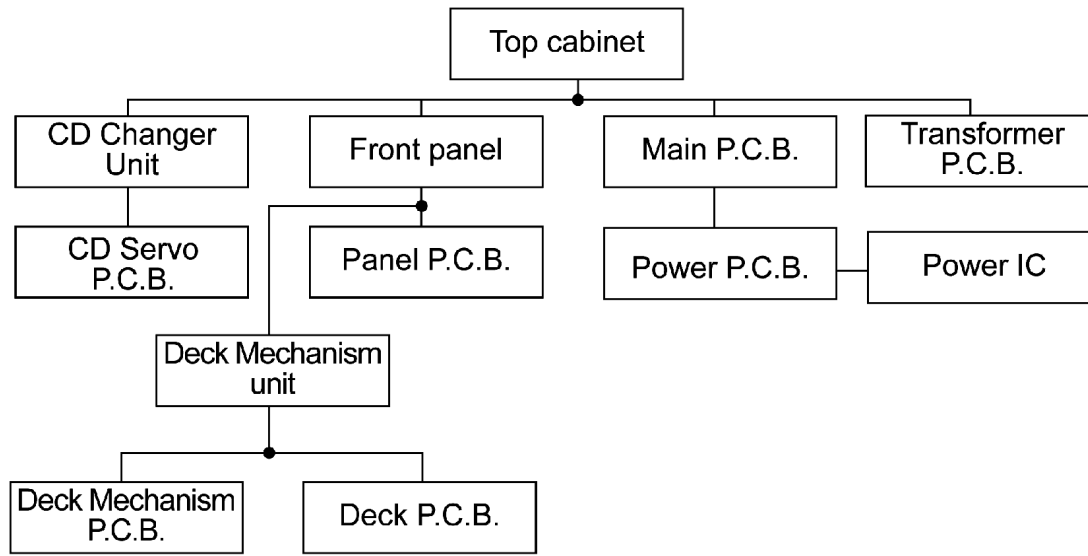 Top cabinet
CD Changer
Unit
Front panel
Main P.C.B.
Transformer
P.C.B.
CD Servo
P.C.B.
Panel P.C.B.
Power P.C.B.
Power IC
Deck Mechanism
unit
Deck Mechanism
P.C.B.
Deck P.C.B.